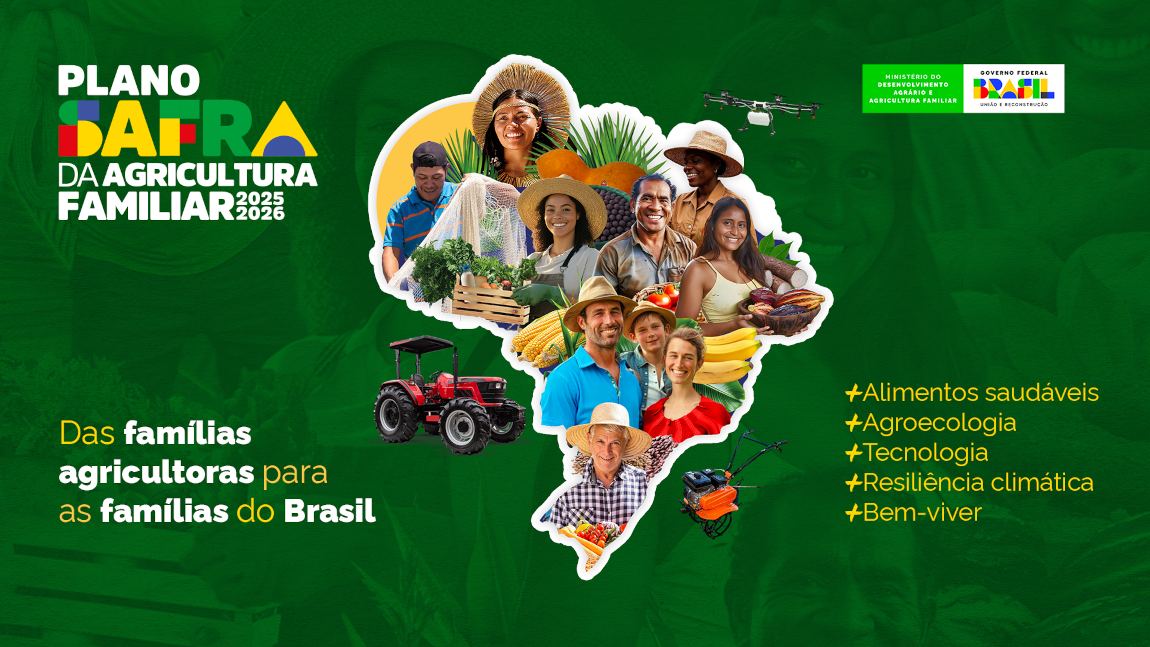 PLANO
SAFRA
DA AGRICULTURA
FAMILIAR 2025
2026
MINISTÉRIO DO
DESENVOLVIMENTO
AGRÁRIO E
AGRICULTURA FAMILIAR
GOVERNO FEDERAL
BRASIL
UNIÃO E RECONSTRUÇÃO
Das famílias
agricultoras para
as famílias do Brasil
+Alimentos saudáveis
+Agroecologia
+Tecnologia
+Resiliência climática
+Bem-viver